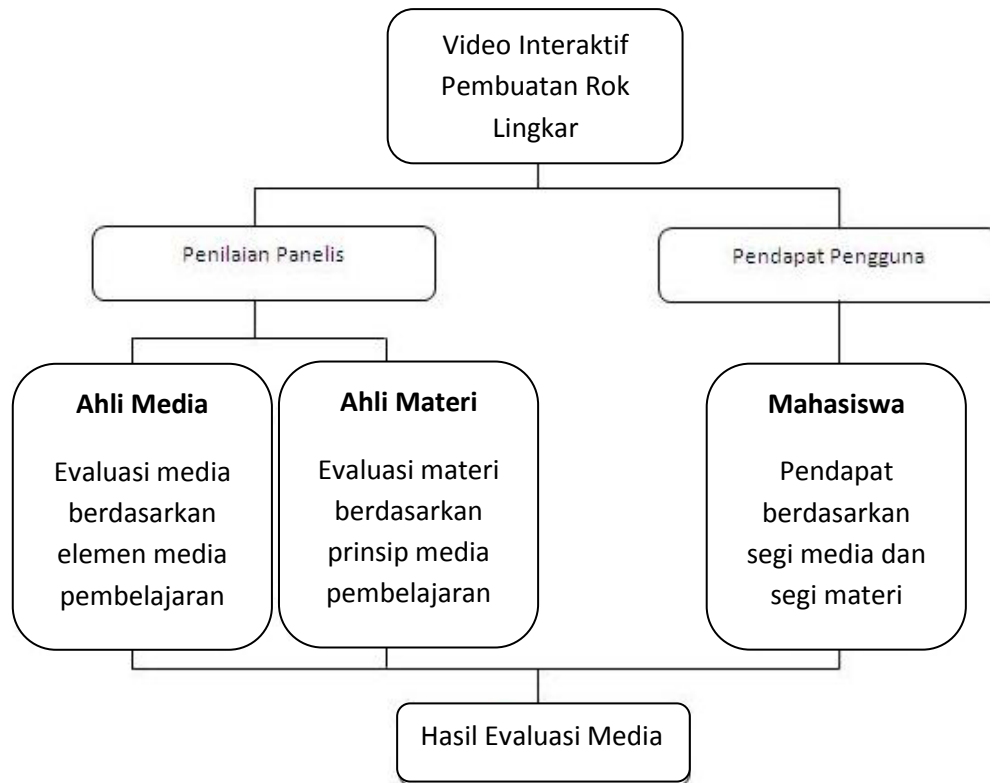 Video Interaktif
Pembuatan Rok
Lingkar
Penilaian Panelis
Pendapat Pengguna
Ahli Media
Evaluasi media
berdasarkan
elemen media
pembelajaran
Ahli Materi
Evaluasi materi
berdasarkan
prinsip media
pembelajaran
Mahasiswa
Pendapat
berdasarkan
segi media dan
segi materi
Hasil Evaluasi Media